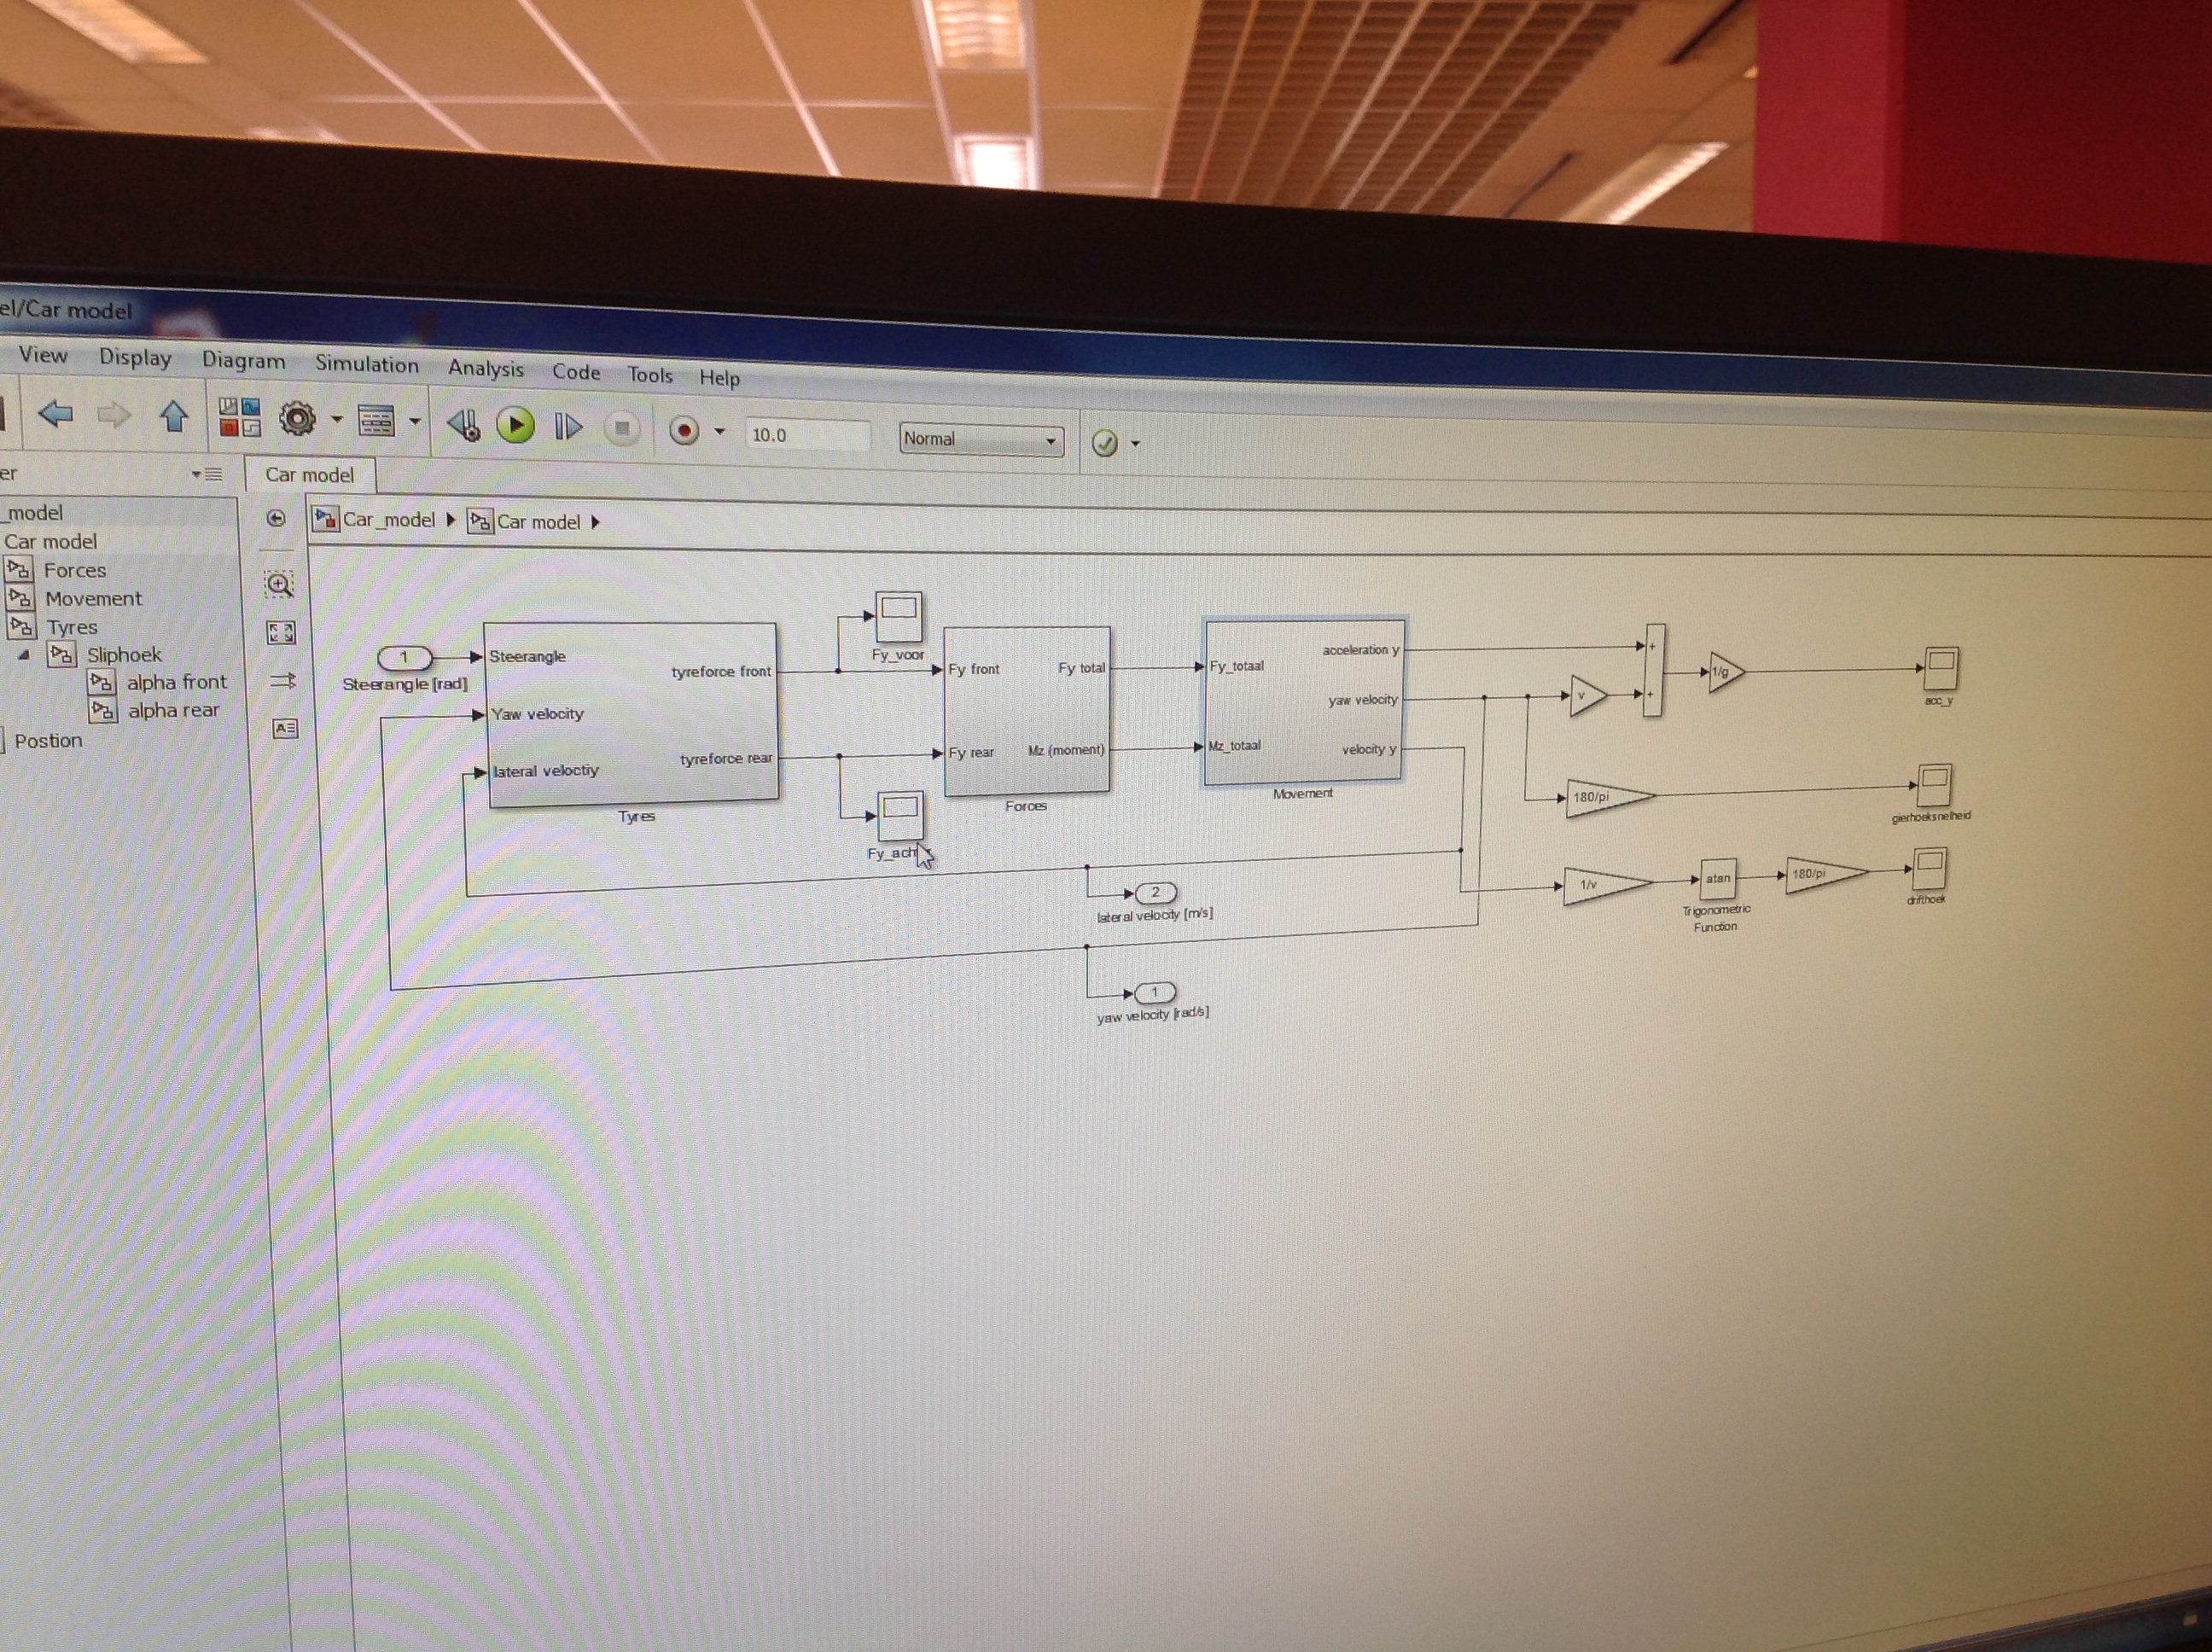 el/Car model
View Display Diagram Simulation Analysis Code Tools Help
10.0
Normal
er
Car model
_model
Car_model
Car model
Car model
Forces
Movement
Tyres
Sliphoek
alpha front
alpha rear
Postion
1
Steerangle [rad]
Steerangle
Yaw velocity
lateral veloctiy
tyreforce front
tyreforce rear
Tyres
Fy_voor
Fy_ach
Fy front
Fy rear
Fy total
Mz (moment)
Forces
Fy_totaal
Mz_totaal
acceleration y
yaw velocity
velocity y
Movement
v
+
+
1/g
acc_y
180/pi
gierhoeksnelheid
1/v
atan
Trigonometric
Function
180/pi
drifthoek
2
lateral velocity [m/s]
1
yaw velocity [rad/s]